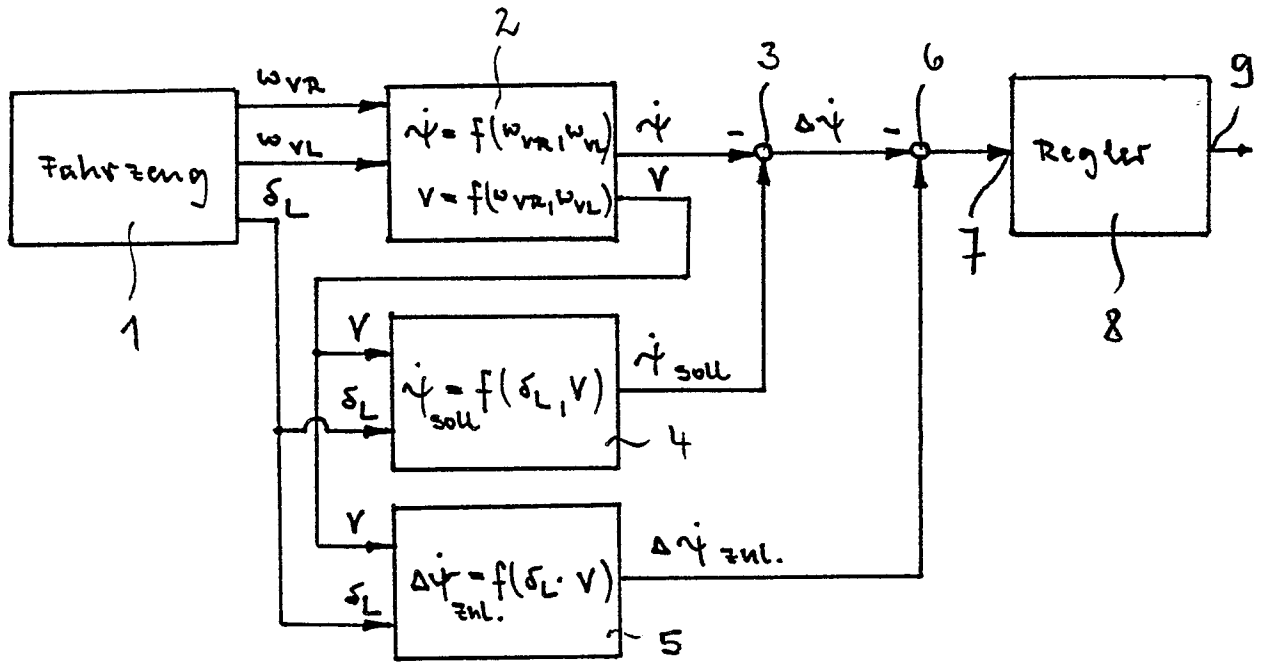 2
3
6
9
ω_VR
ω_VL
δ_L
Fahrzeug
1
ψ̇ = f(ω_VR, ω_VL)
V = f(ω_VR, ω_VL)
ψ̇
V
-
Δψ̇
-
7
Regler
8
V
δ_L
ψ̇_soll = f(δ_L, V)
4
ψ̇_soll
V
δ_L
Δψ̇_zul. = f(δ_L · V)
5
Δψ̇_zul.